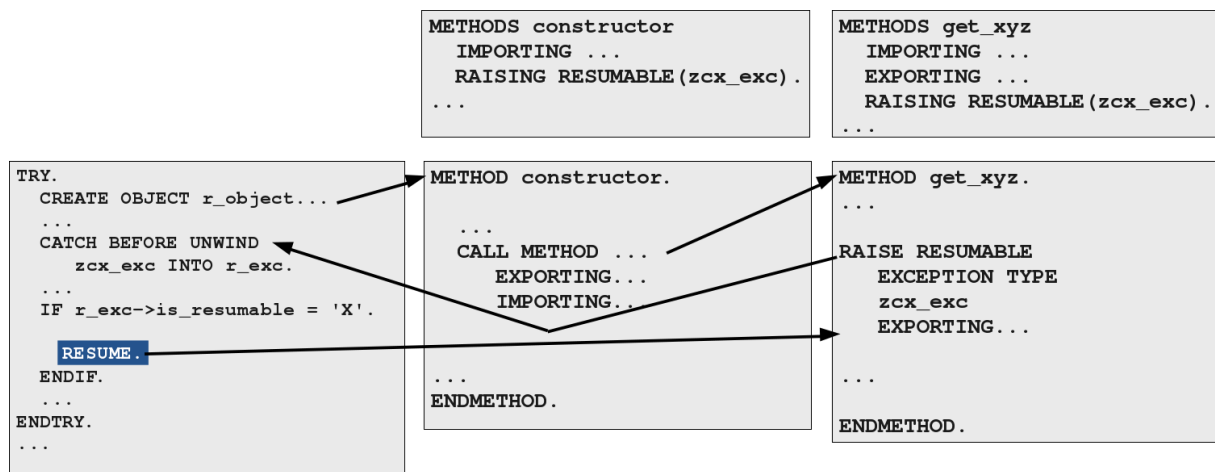 METHODS constructor
IMPORTING ...
RAISING RESUMABLE(zcx_exc).
...
METHODS get_xyz
IMPORTING ...
EXPORTING ...
RAISING RESUMABLE(zcx_exc).
...
TRY.
CREATE OBJECT r_object...
...
CATCH BEFORE UNWIND
zcx_exc INTO r_exc.
...
IF r_exc->is_resumable = 'X'.
RESUME.
ENDIF.
...
ENDTRY.
...
METHOD constructor.
...
CALL METHOD ...
EXPORTING...
IMPORTING...
...
ENDMETHOD.
METHOD get_xyz.
...
RAISE RESUMABLE
EXCEPTION TYPE
zcx_exc
EXPORTING...
...
ENDMETHOD.